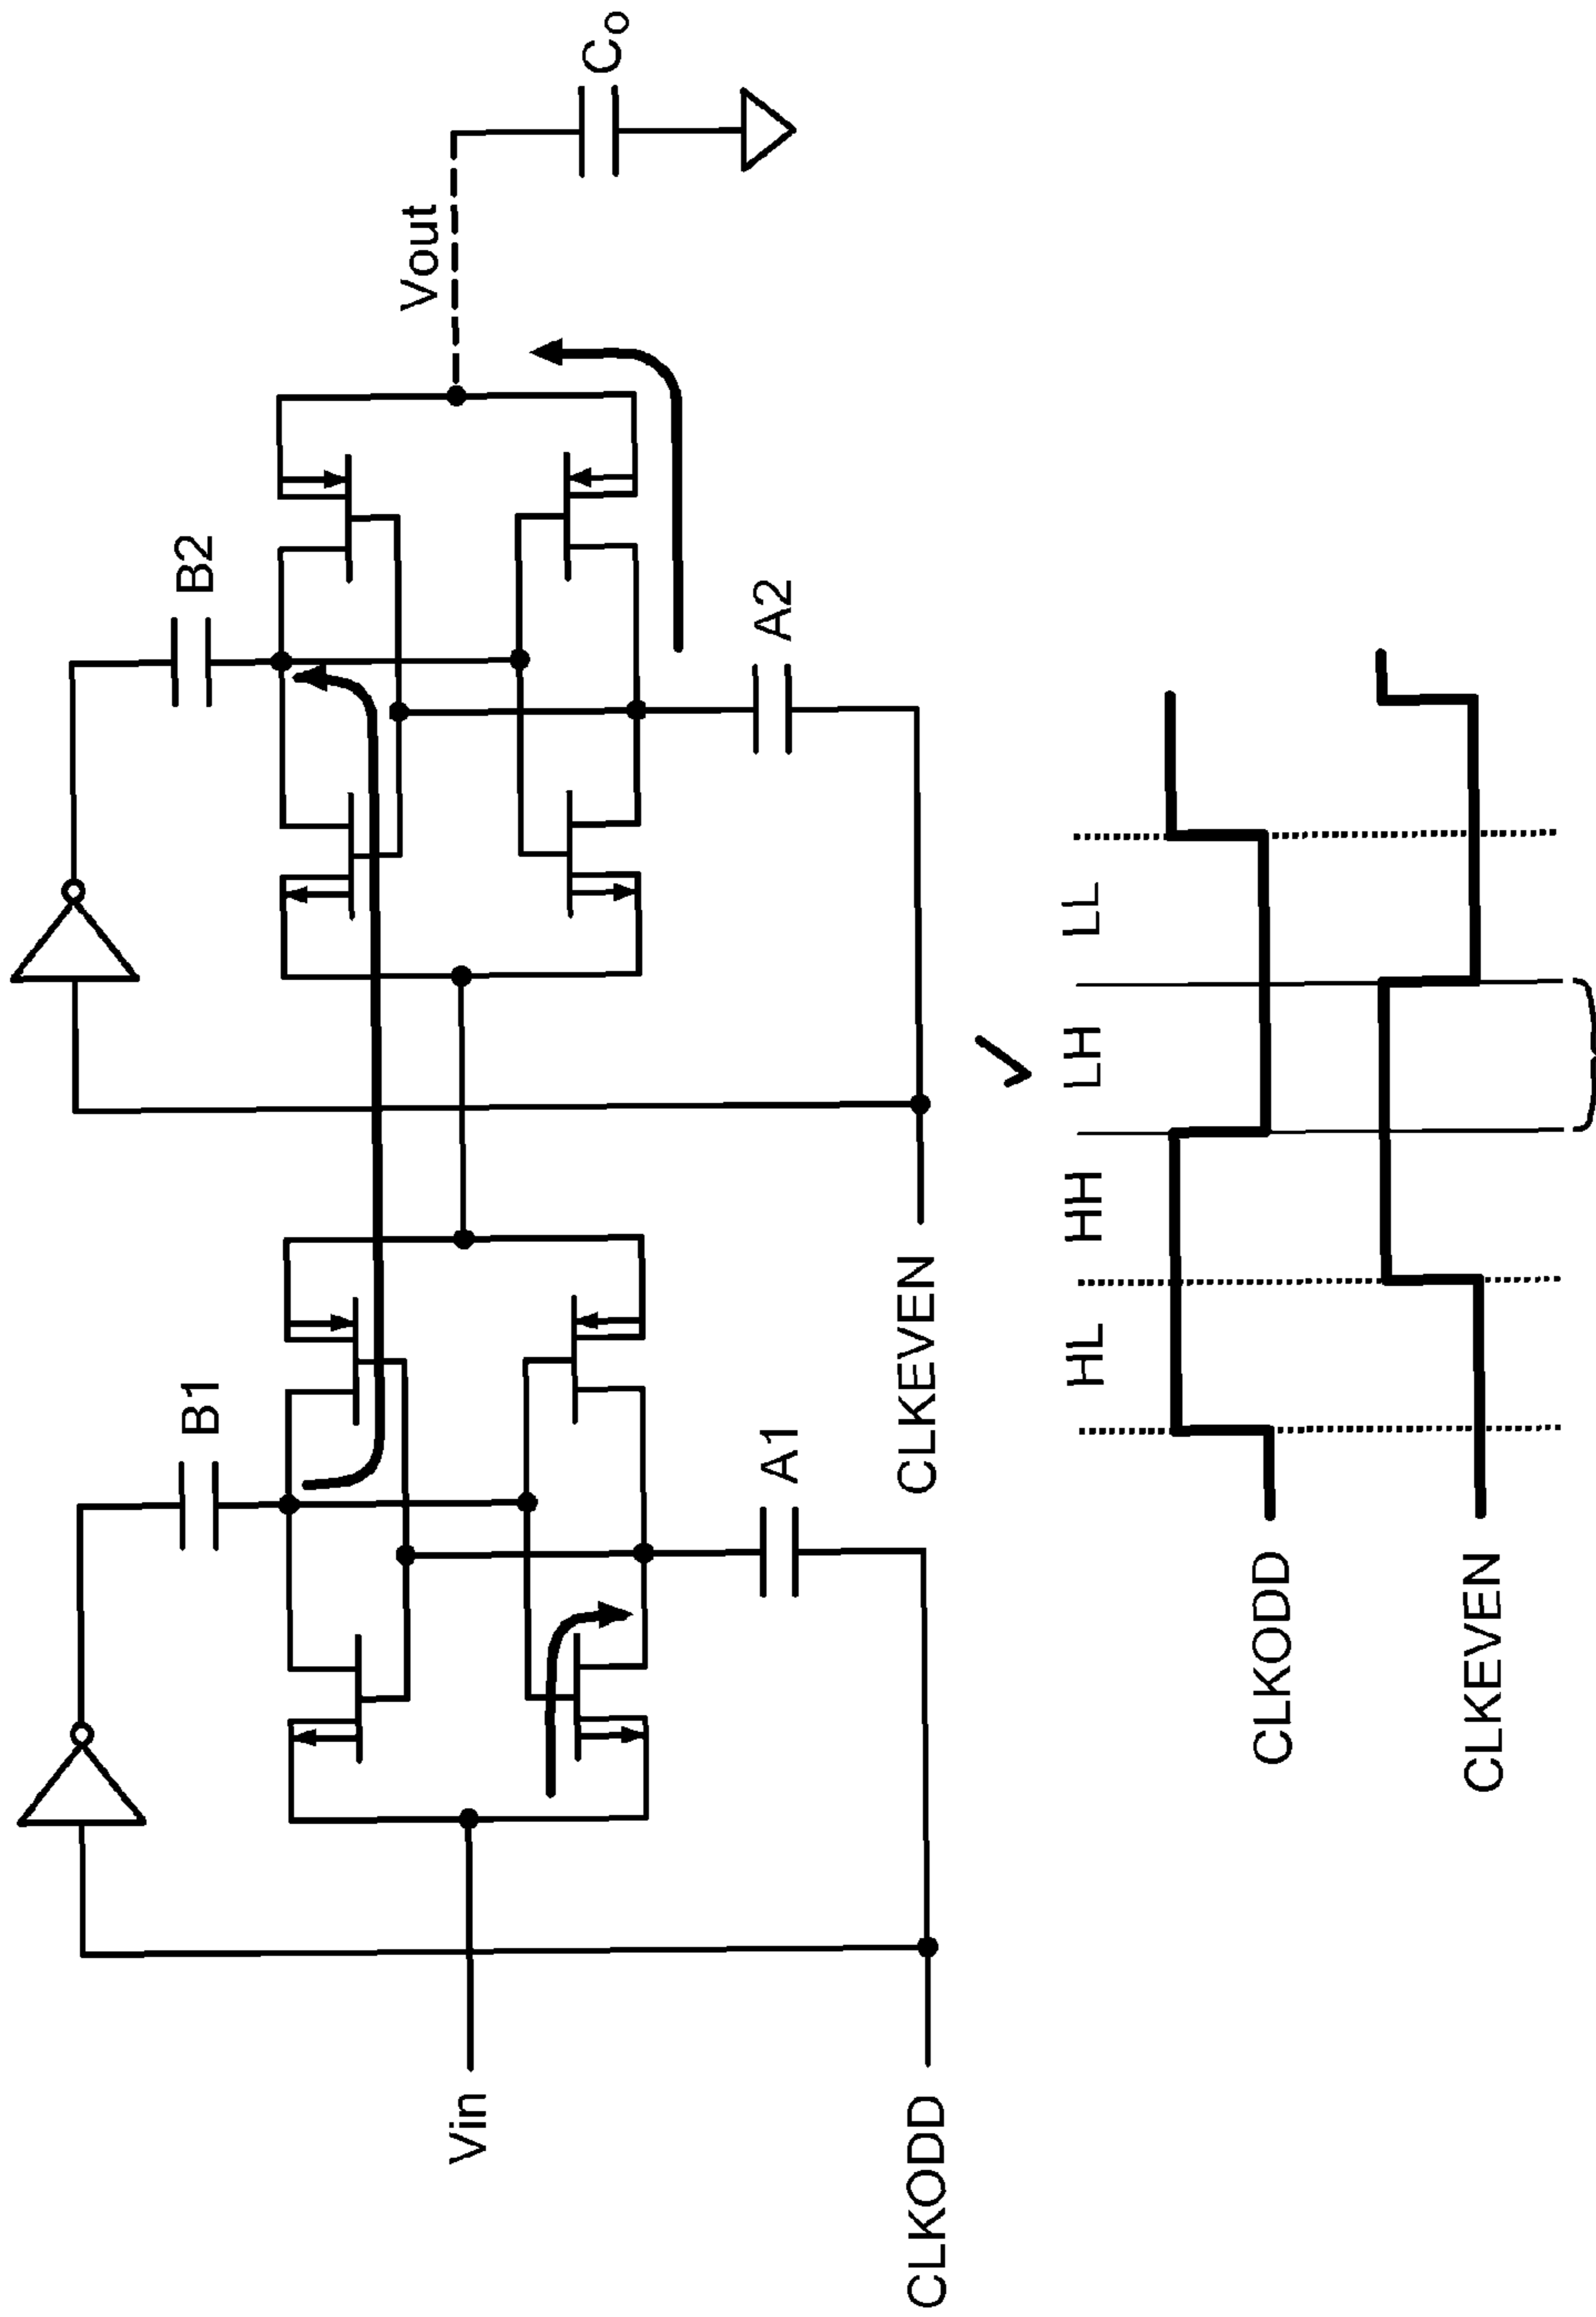 B1
B2
Vin
Vout
Co
A1
A2
CLKODD
CLKEVEN
HL
HH
LH
LL
CLKODD
CLKEVEN